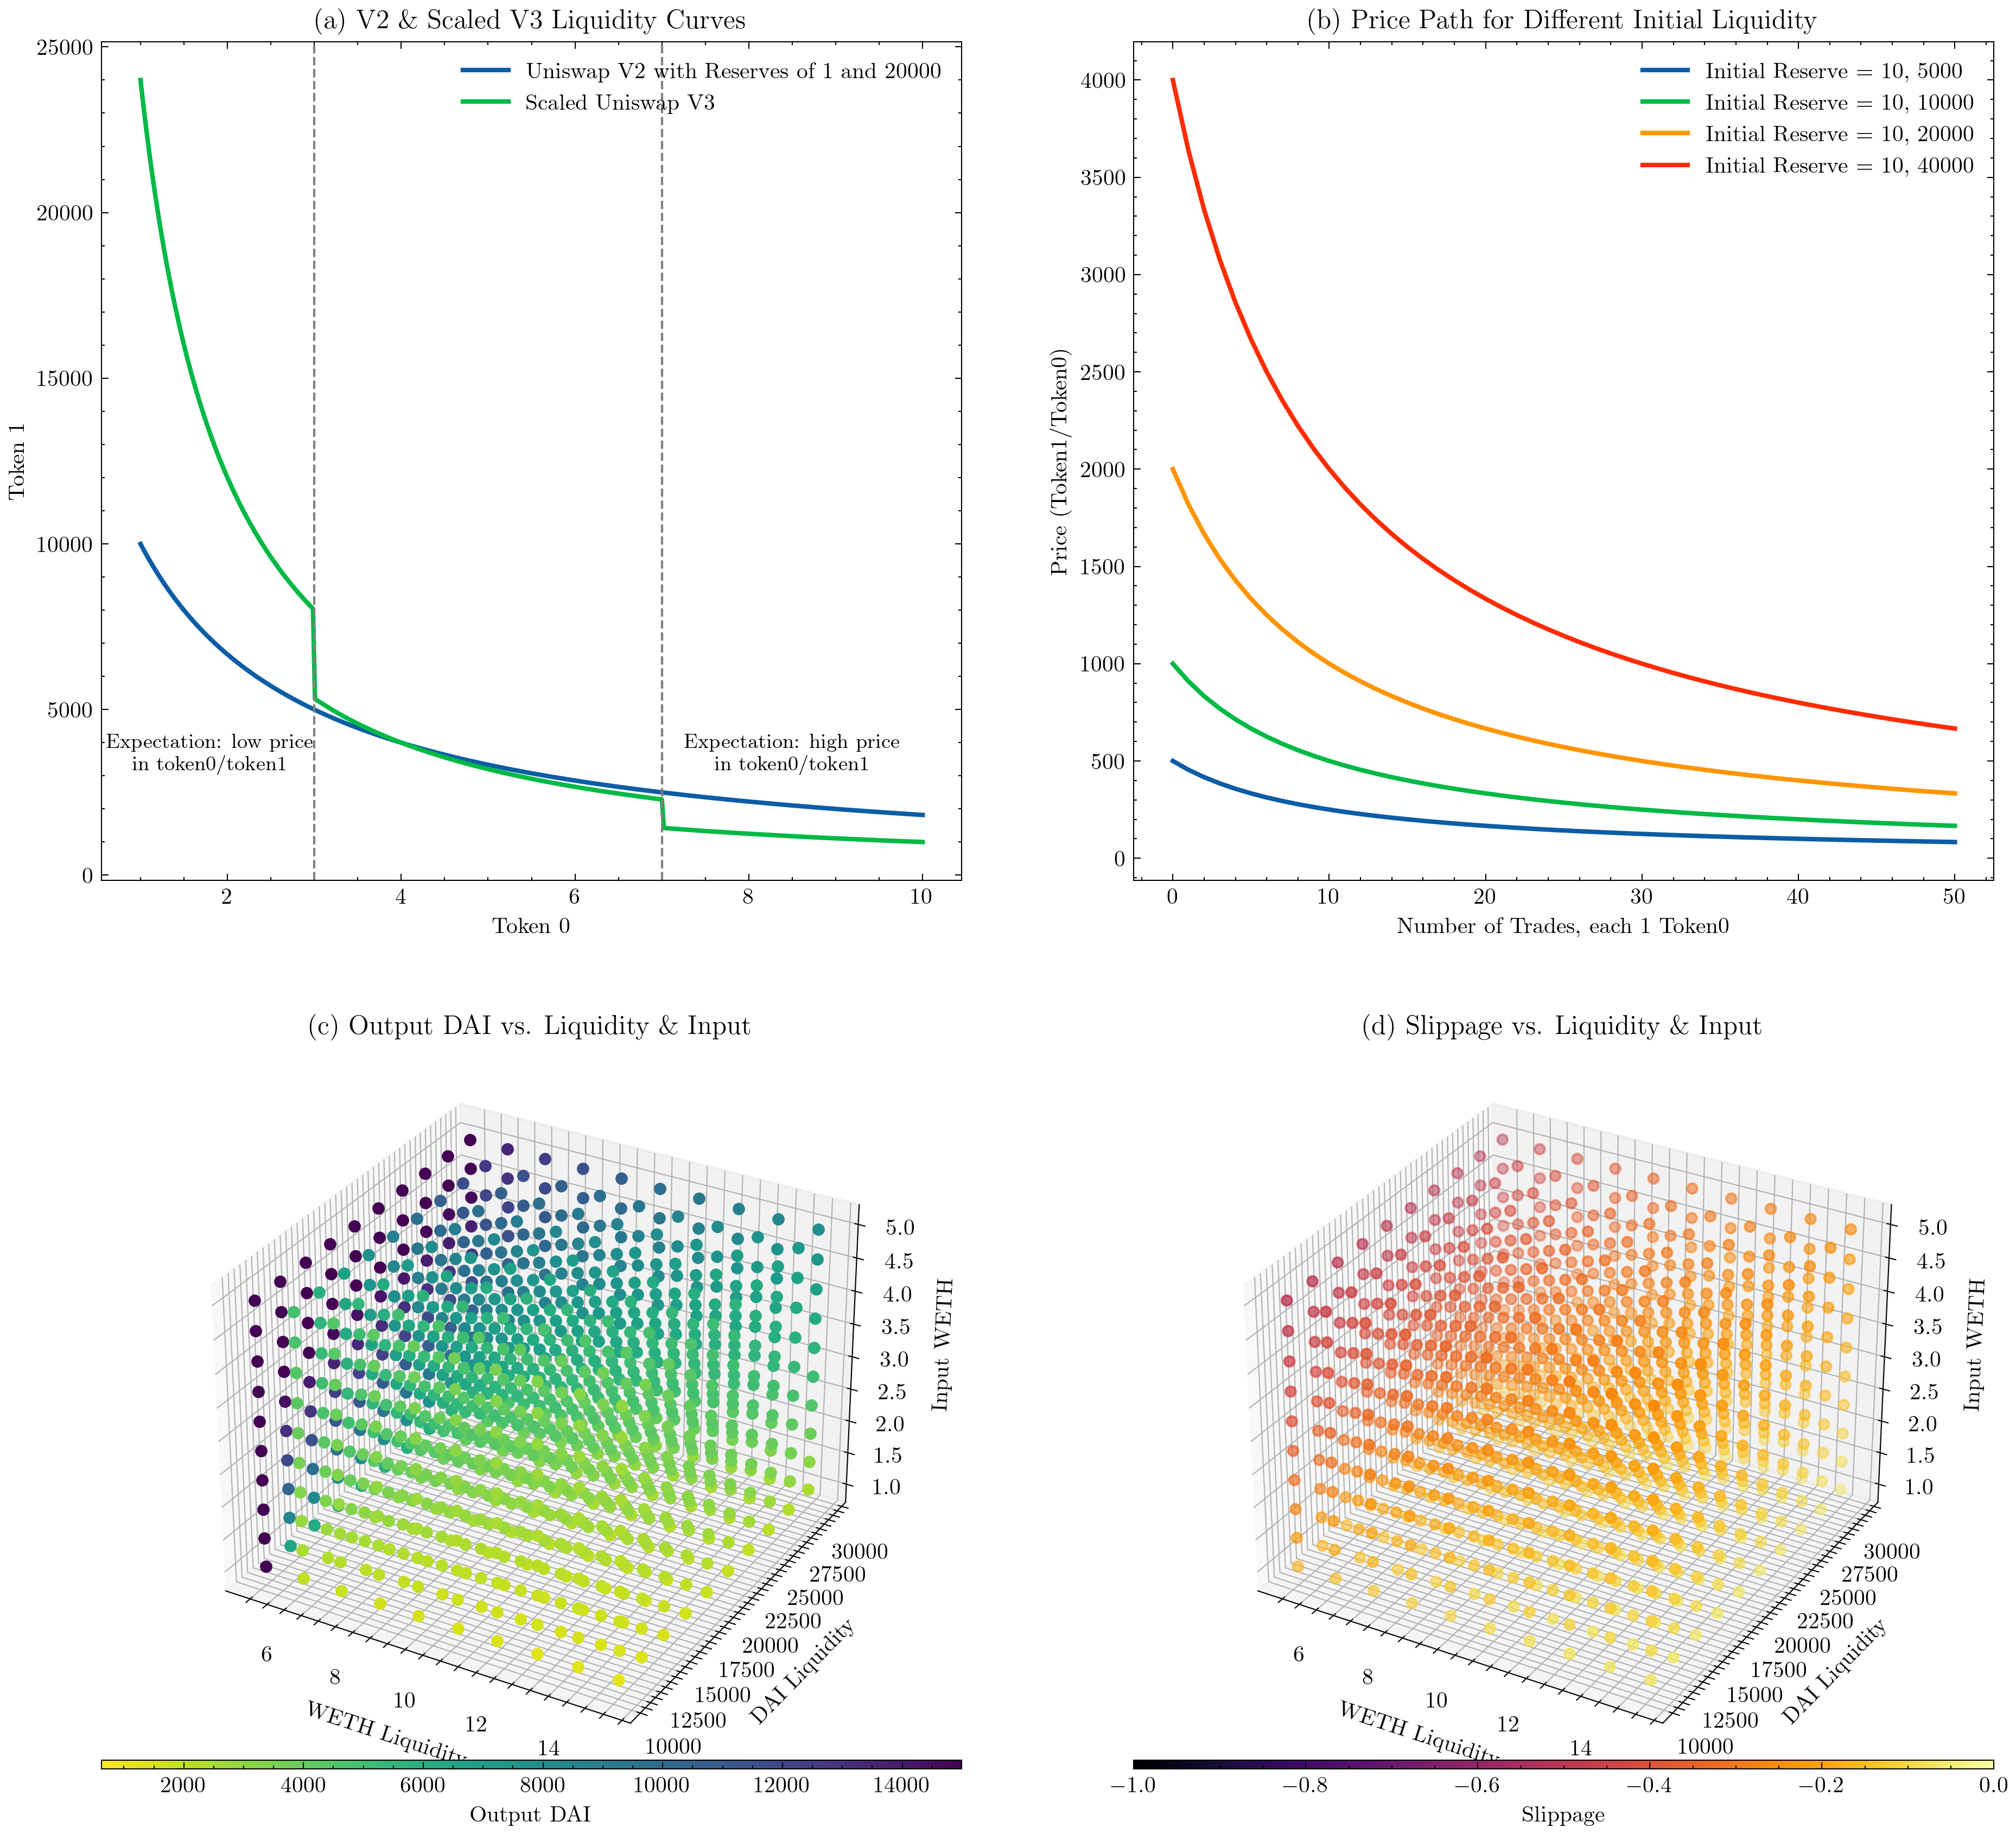 (a) V2 & Scaled V3 Liquidity Curves
25000
20000
15000
10000
5000
0
Token 1
Uniswap V2 with Reserves of 1 and 20000
Scaled Uniswap V3
Expectation: low price
in token0/token1
Expectation: high price
in token0/token1
2 4 6 8 10
Token 0
(b) Price Path for Different Initial Liquidity
4000
3500
3000
2500
2000
1500
1000
500
0
Price (Token1/Token0)
Initial Reserve = 10, 5000
Initial Reserve = 10, 10000
Initial Reserve = 10, 20000
Initial Reserve = 10, 40000
0 10 20 30 40 50
Number of Trades, each 1 Token0
(c) Output DAI vs. Liquidity & Input
5.0
4.5
4.0
3.5
3.0
2.5
2.0
1.5
1.0
Input WETH
30000
27500
25000
22500
20000
17500
15000
12500
10000
DAI Liquidity
6
8
10
12
14
WETH Liquidity
2000 4000 6000 8000 10000 12000 14000
Output DAI
(d) Slippage vs. Liquidity & Input
5.0
4.5
4.0
3.5
3.0
2.5
2.0
1.5
1.0
Input WETH
30000
27500
25000
22500
20000
17500
15000
12500
10000
DAI Liquidity
6
8
10
12
14
WETH Liquidity
−1.0 −0.8 −0.6 −0.4 −0.2 0.0
Slippage